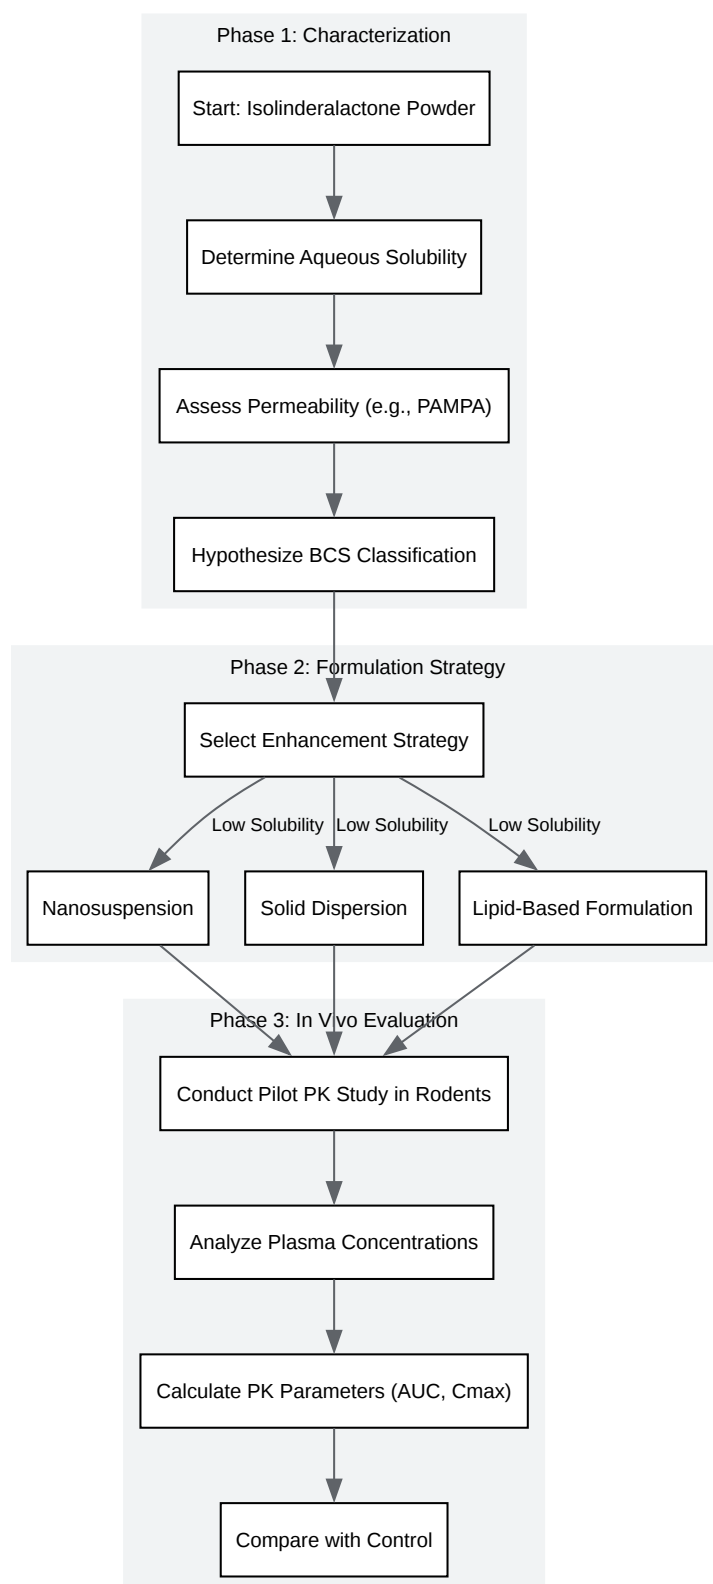 Phase 1: Characterization
Start: Isolinderalactone Powder
Determine Aqueous Solubility
Assess Permeability (e.g., PAMPA)
Hypothesize BCS Classification
Phase 2: Formulation Strategy
Select Enhancement Strategy
Low Solubility
Low Solubility
Low Solubility
Nanosuspension
Solid Dispersion
Lipid-Based Formulation
Phase 3: In Vivo Evaluation
Conduct Pilot PK Study in Rodents
Analyze Plasma Concentrations
Calculate PK Parameters (AUC, Cmax)
Compare with Control